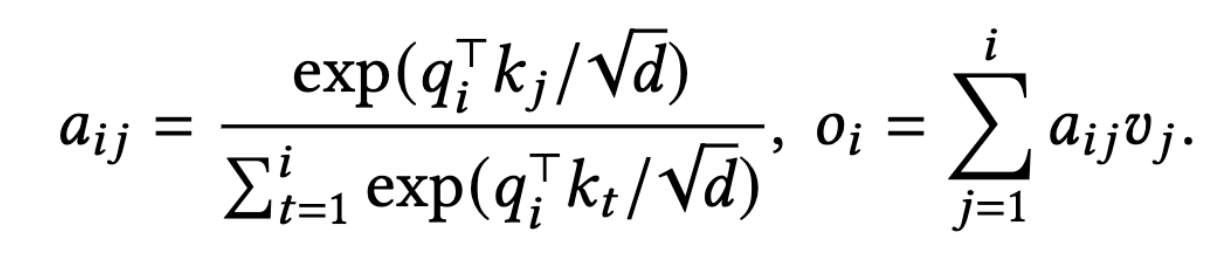 $a_{ij} = \frac{\exp(q_i^\top k_j/\sqrt{d})}{\sum_{t=1}^{i} \exp(q_i^\top k_t/\sqrt{d})}, \; o_i = \sum_{j=1}^{i} a_{ij} v_j.$